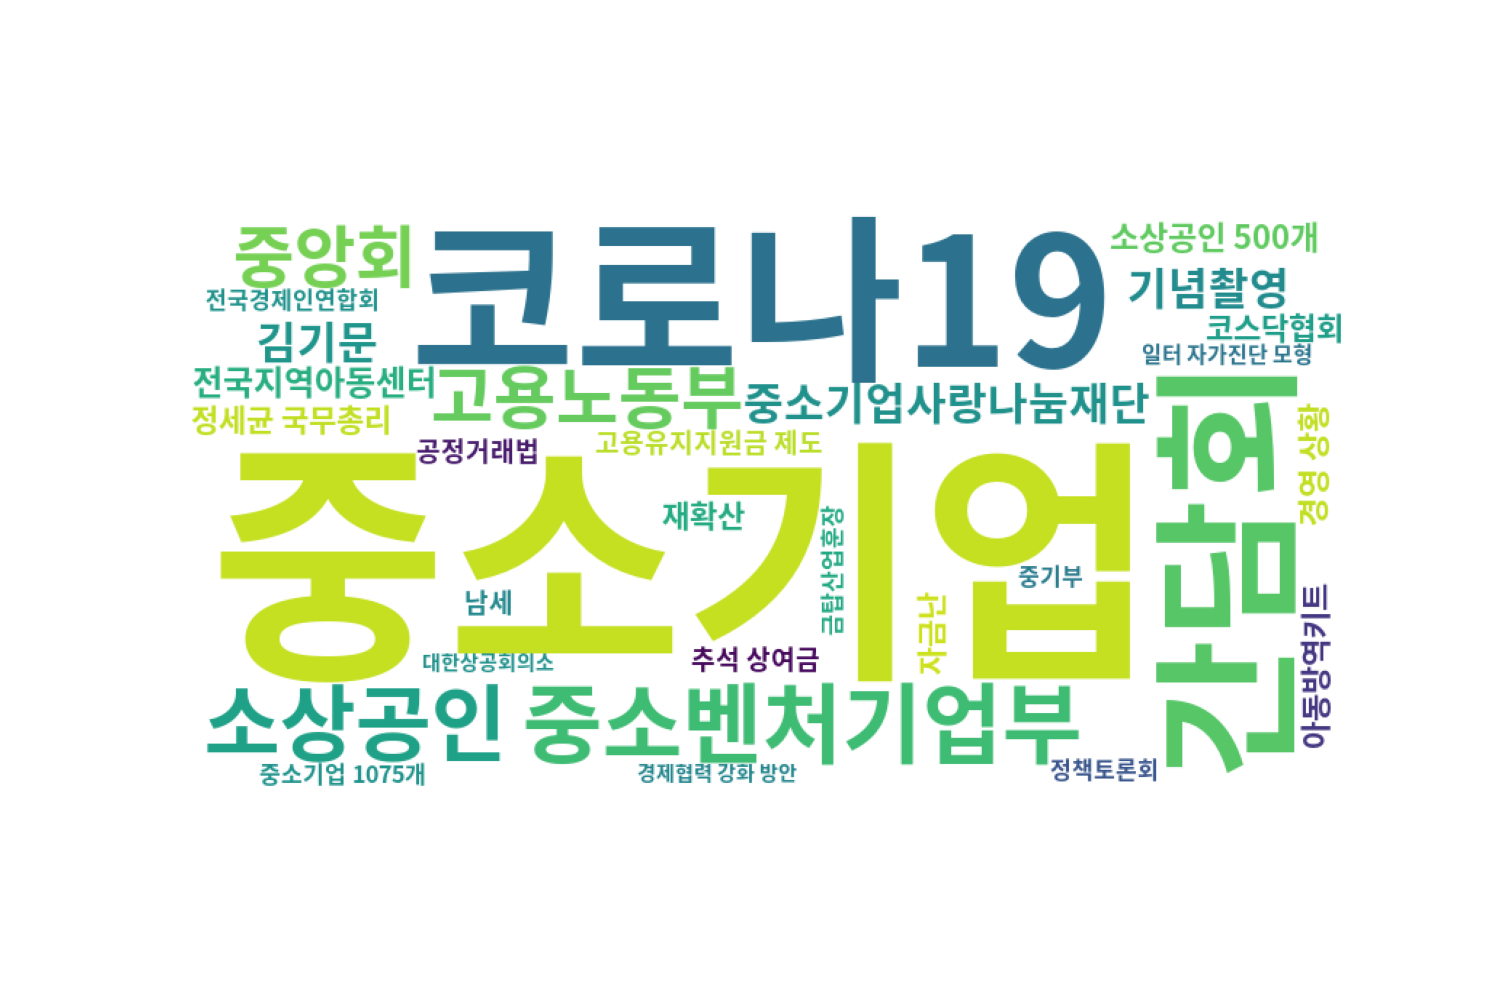 중앙회
코로나19
소상공인 500개
전국경제인연합회
기념촬영
김기문
코스닥협회
일터 자가진단 모형
전국지역아동센터
고용노동부
중소기업사랑나눔재단
간담회
정세균 국무총리
공정거래법
고용유지지원금 제도
경영 상황
중소기업
재확산
금탑산업훈장
중기부
남세
자금난
아동방역키트
대한상공회의소
추석 상여금
소상공인
중소벤처기업부
중소기업 1075개
경제협력 강화 방안
정책토론회